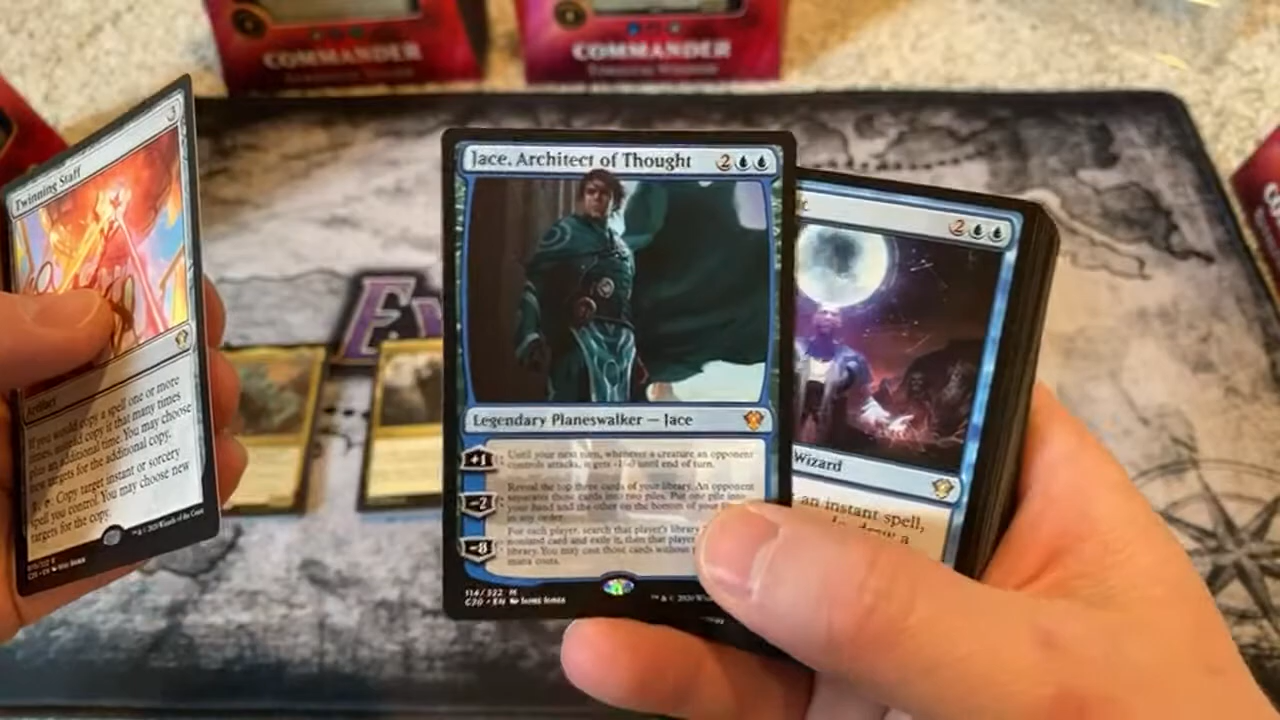 COMMANDER
COMMANDER
Twinning Staff
3
Artifact
If you would copy a spell one or more
times, instead copy it that many times
plus an additional time. You may choose
new targets for the additional copy.
: Copy target instant or sorcery
spell you control. You may choose new
targets for the copy.
Jace, Architect of Thought
2
Legendary Planeswalker — Jace
+1: Until your next turn, whenever a creature an opponent
controls attacks, it gets -1/-0 until end of turn.
-2: Reveal the top three cards of your library. An opponent
separates those cards into two piles. Put one pile into
your hand and the other on the bottom of your
in any order.
-8: For each player, search that player's library
nonland card and exile it, then that player
library. You may cast those cards without
mana costs.
114/322 M
C20 • EN
™ & © 2020
2
Wizard
an instant spell,
draw a
E